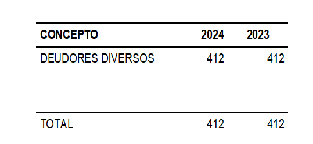 CONCEPTO 2024 2023
DEUDORES DIVERSOS 412 412
TOTAL 412 412